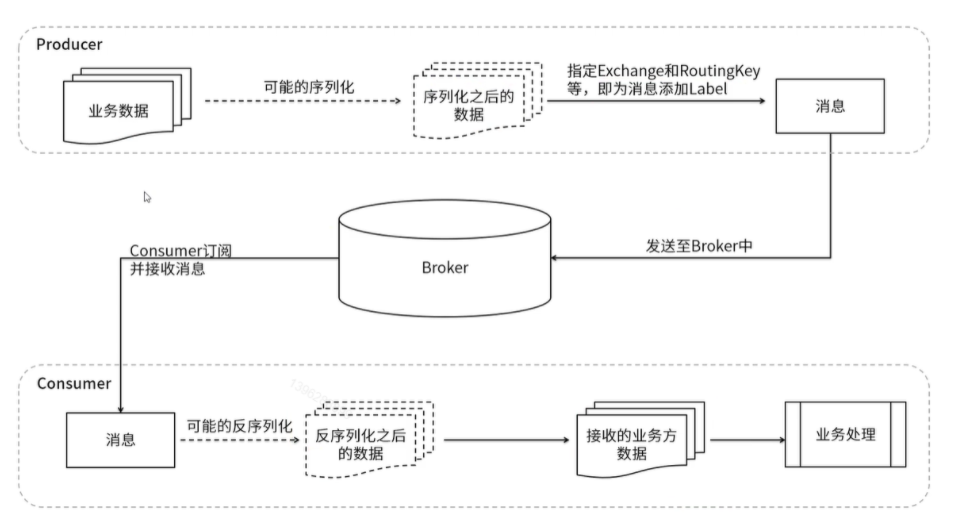 Producer
业务数据
可能的序列化
序列化之后的
数据
指定Exchange和RoutingKey
等，即为消息添加Label
消息
Consumer订阅
并接收消息
Broker
发送至Broker中
Consumer
消息
可能的反序列化
反序列化之后
的数据
接收的业务方
数据
业务处理